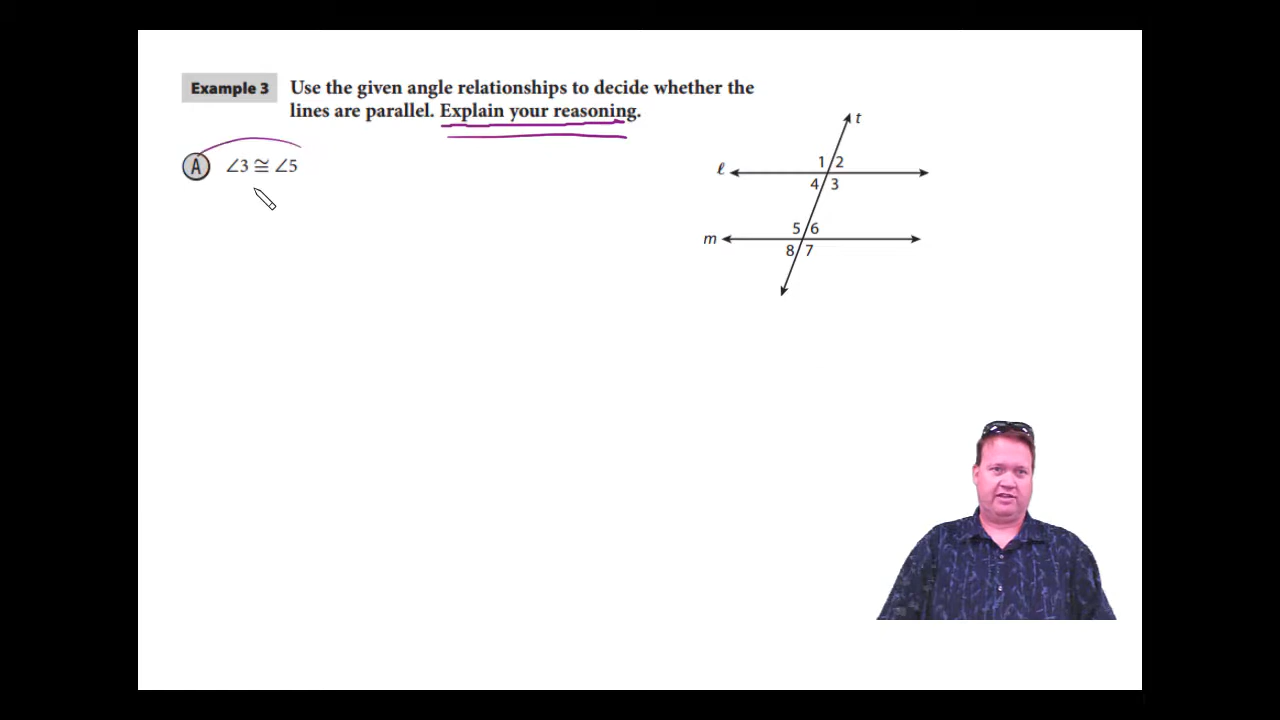 Example 3 Use the given angle relationships to decide whether the
lines are parallel. Explain your reasoning.
A ∠3 ≅ ∠5
t
1 2
ℓ
4 3
5 6
m
8 7